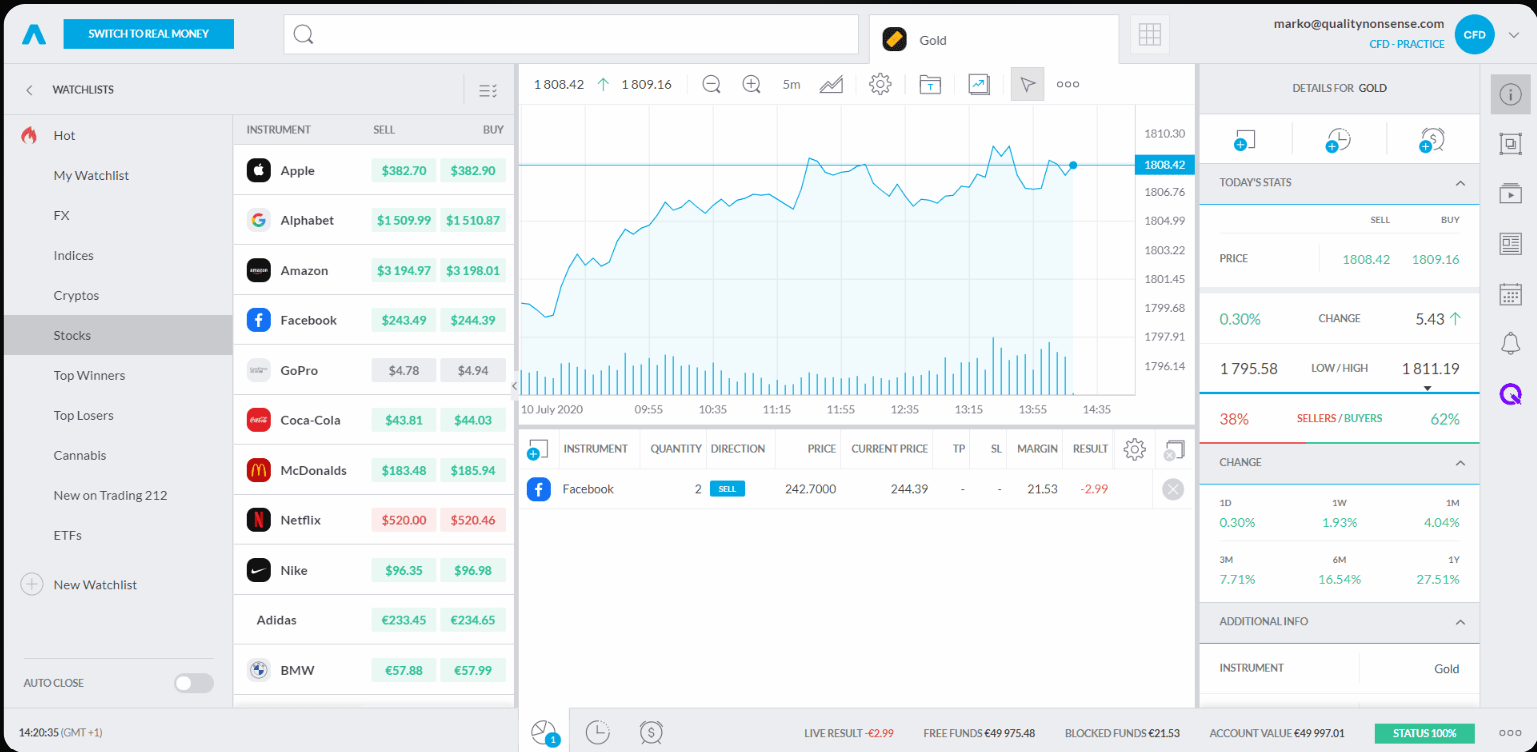 SWITCH TO REAL MONEY
Gold
marko@qualitynonsense.com
CFD - PRACTICE
CFD
WATCHLISTS
Hot
My Watchlist
FX
Indices
Cryptos
Stocks
Top Winners
Top Losers
Cannabis
New on Trading 212
ETFs
New Watchlist
AUTO CLOSE
INSTRUMENT SELL BUY
Apple $382.70 $382.90
Alphabet $1 509.99 $1 510.87
amazon Amazon $3 194.97 $3 198.01
Facebook $243.49 $244.39
GoPro $4.78 $4.94
Coca-Cola $43.81 $44.03
McDonalds $183.48 $185.94
Netflix $520.00 $520.46
Nike $96.35 $96.98
Adidas €233.45 €234.65
BMW €57.88 €57.99
1 808.42 1 809.16 5m T
1810.30
1808.42
1806.76
1804.99
1803.22
1801.45
1799.68
1797.91
1796.14
10 July 2020 09:55 10:35 11:15 11:55 12:35 13:15 13:55 14:35
INSTRUMENT QUANTITY DIRECTION PRICE CURRENT PRICE TP SL MARGIN RESULT
Facebook 2 SELL 242.7000 244.39 - - 21.53 -2.99
DETAILS FOR GOLD
TODAY'S STATS
SELL BUY
PRICE 1808.42 1809.16
0.30% CHANGE 5.43
1 795.58 LOW / HIGH 1 811.19
38% SELLERS / BUYERS 62%
CHANGE
1D 1W 1M
0.30% 1.93% 4.04%
3M 6M 1Y
7.71% 16.54% 27.51%
ADDITIONAL INFO
INSTRUMENT Gold
14:20:35 (GMT +1)
1
LIVE RESULT -€2.99 FREE FUNDS €49 975.48 BLOCKED FUNDS €21.53 ACCOUNT VALUE €49 997.01 STATUS 100%